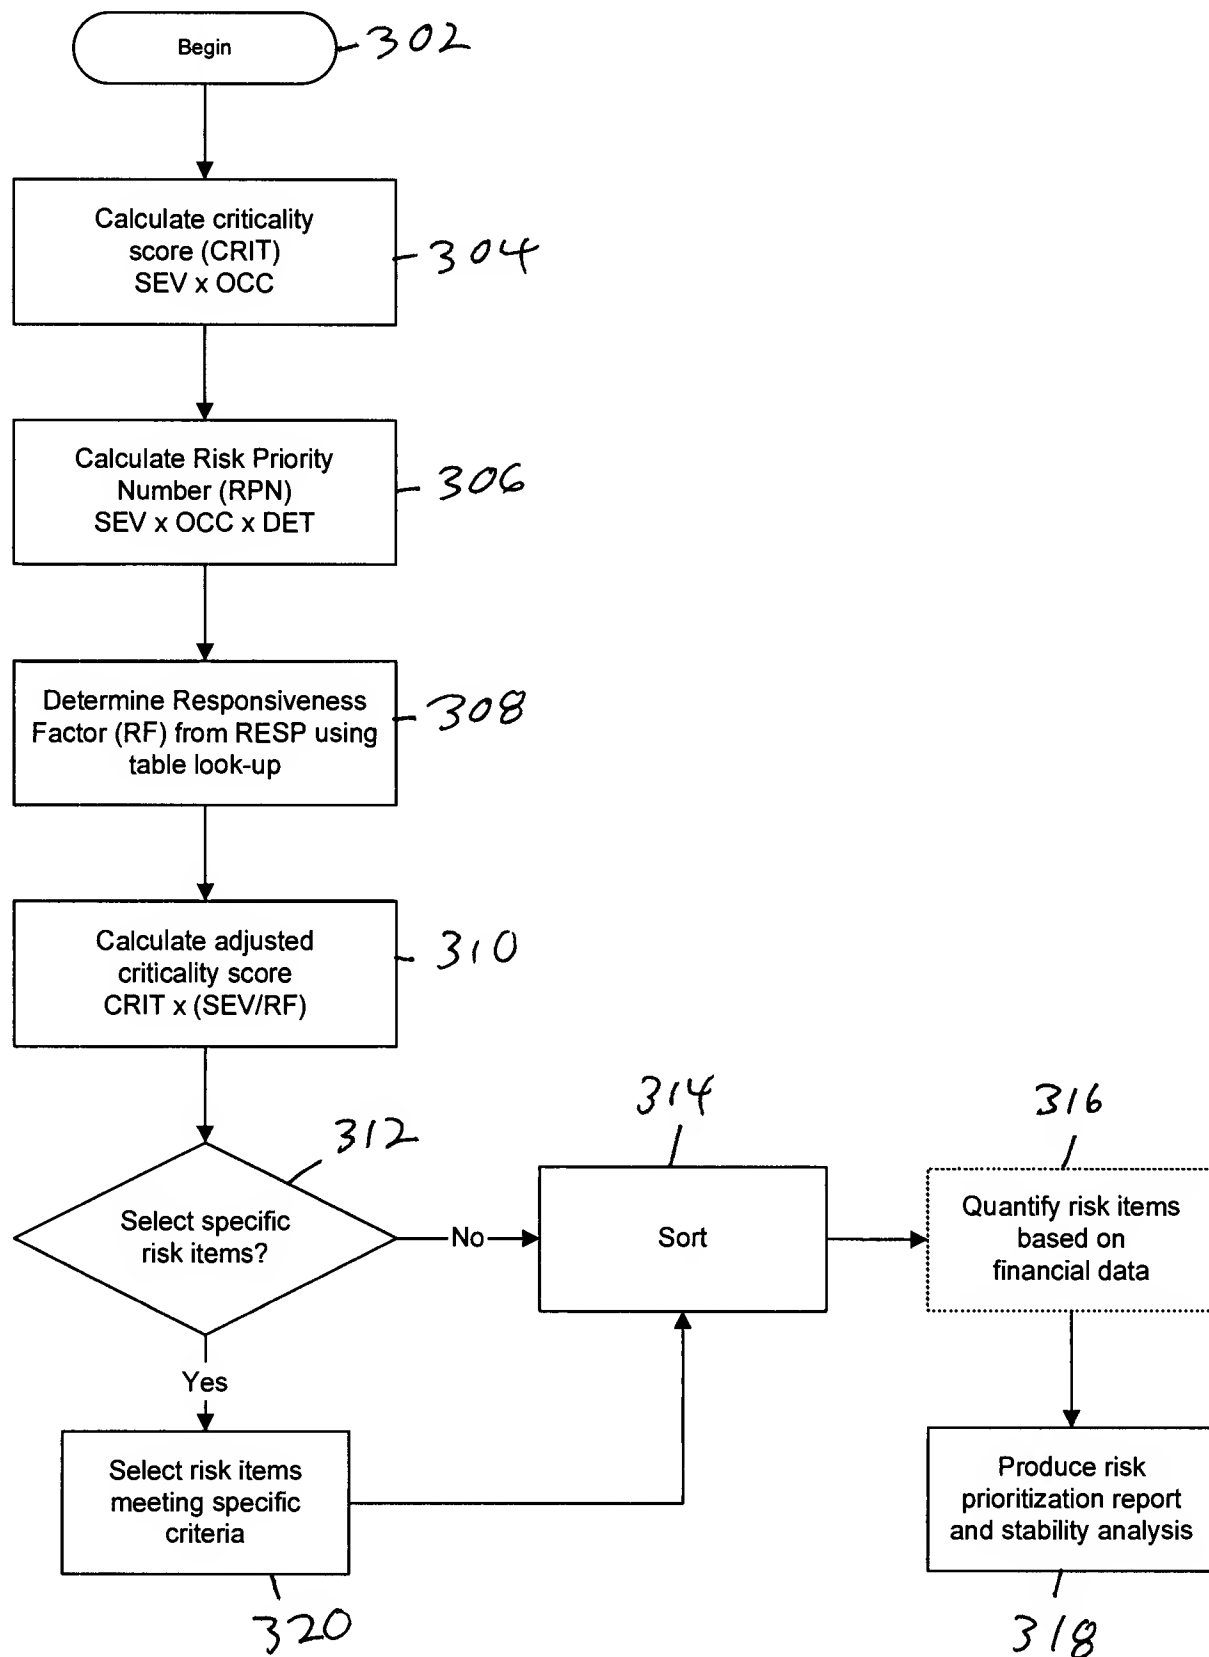 Begin
302
Calculate criticality
score (CRIT)
SEV x OCC
304
Calculate Risk Priority
Number (RPN)
SEV x OCC x DET
306
Determine Responsiveness
Factor (RF) from RESP using
table look-up
308
Calculate adjusted
criticality score
CRIT x (SEV/RF)
310
312
Select specific
risk items?
No
314
Sort
316
Quantify risk items
based on
financial data
Yes
Select risk items
meeting specific
criteria
320
Produce risk
prioritization report
and stability analysis
318